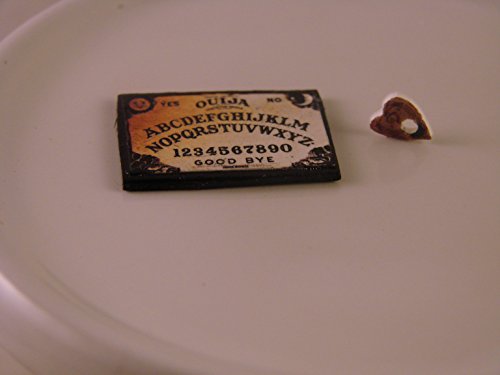 YES OUIJA NO
ABCDEFGHIJKLM
NOPQRSTUVWXYZ
1234567890
GOOD BYE